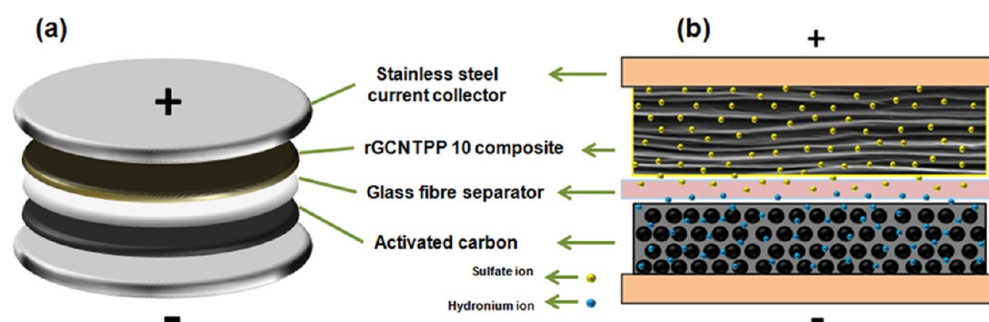 (a)
(b)
+
+
Stainless steel
current collector
rGCNTPP 10 composite
Glass fibre separator
Activated carbon
Sulfate ion
Hydronium ion
-
-